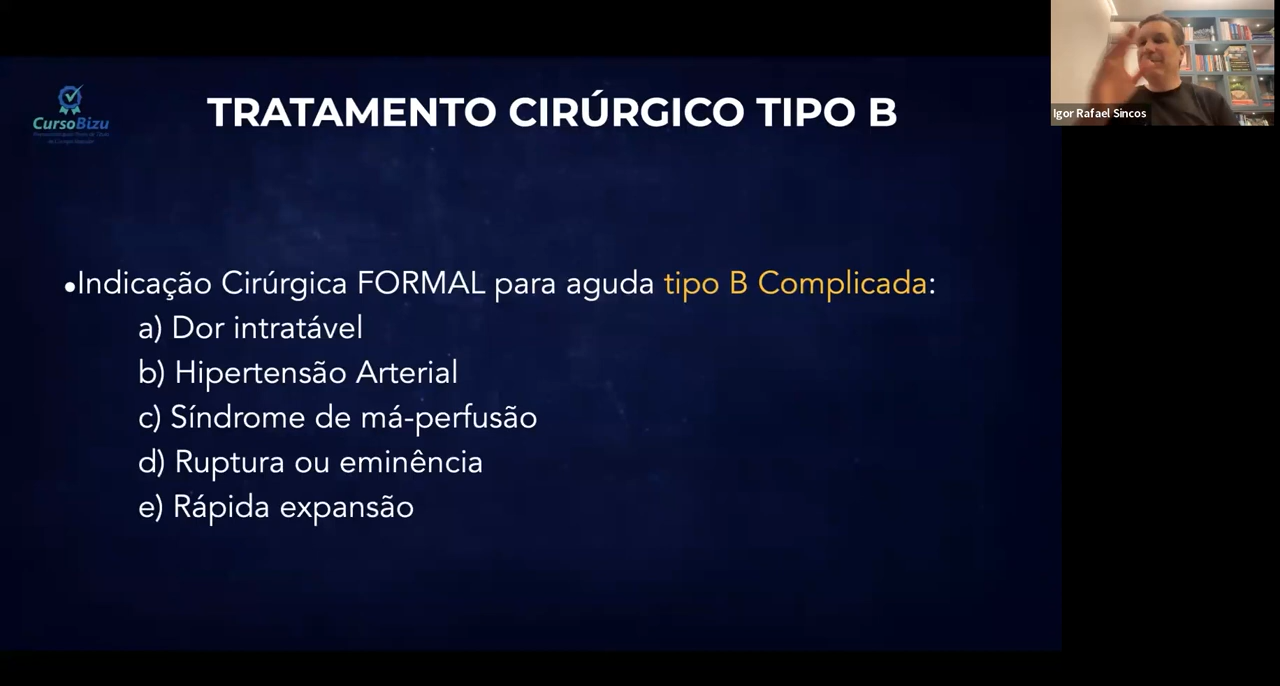 CursoBizu
TRATAMENTO CIRÚRGICO TIPO B
Igor Rafael Sincos
•Indicação Cirúrgica FORMAL para aguda tipo B Complicada:
a) Dor intratável
b) Hipertensão Arterial
c) Síndrome de má-perfusão
d) Ruptura ou eminência
e) Rápida expansão